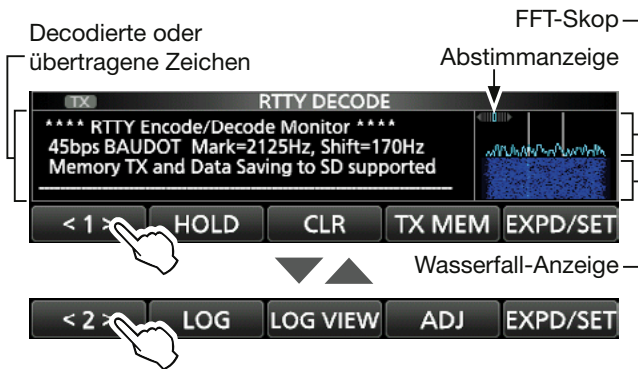 FFT-Skop
Decodierte oder
übertragene Zeichen
Abstimmanzeige
TX
RTTY DECODE
**** RTTY Encode/Decode Monitor ****
45bps BAUDOT Mark=2125Hz, Shift=170Hz
Memory TX and Data Saving to SD supported
< 1 > HOLD CLR TX MEM EXPD/SET
Wasserfall-Anzeige
< 2 > LOG LOG VIEW ADJ EXPD/SET